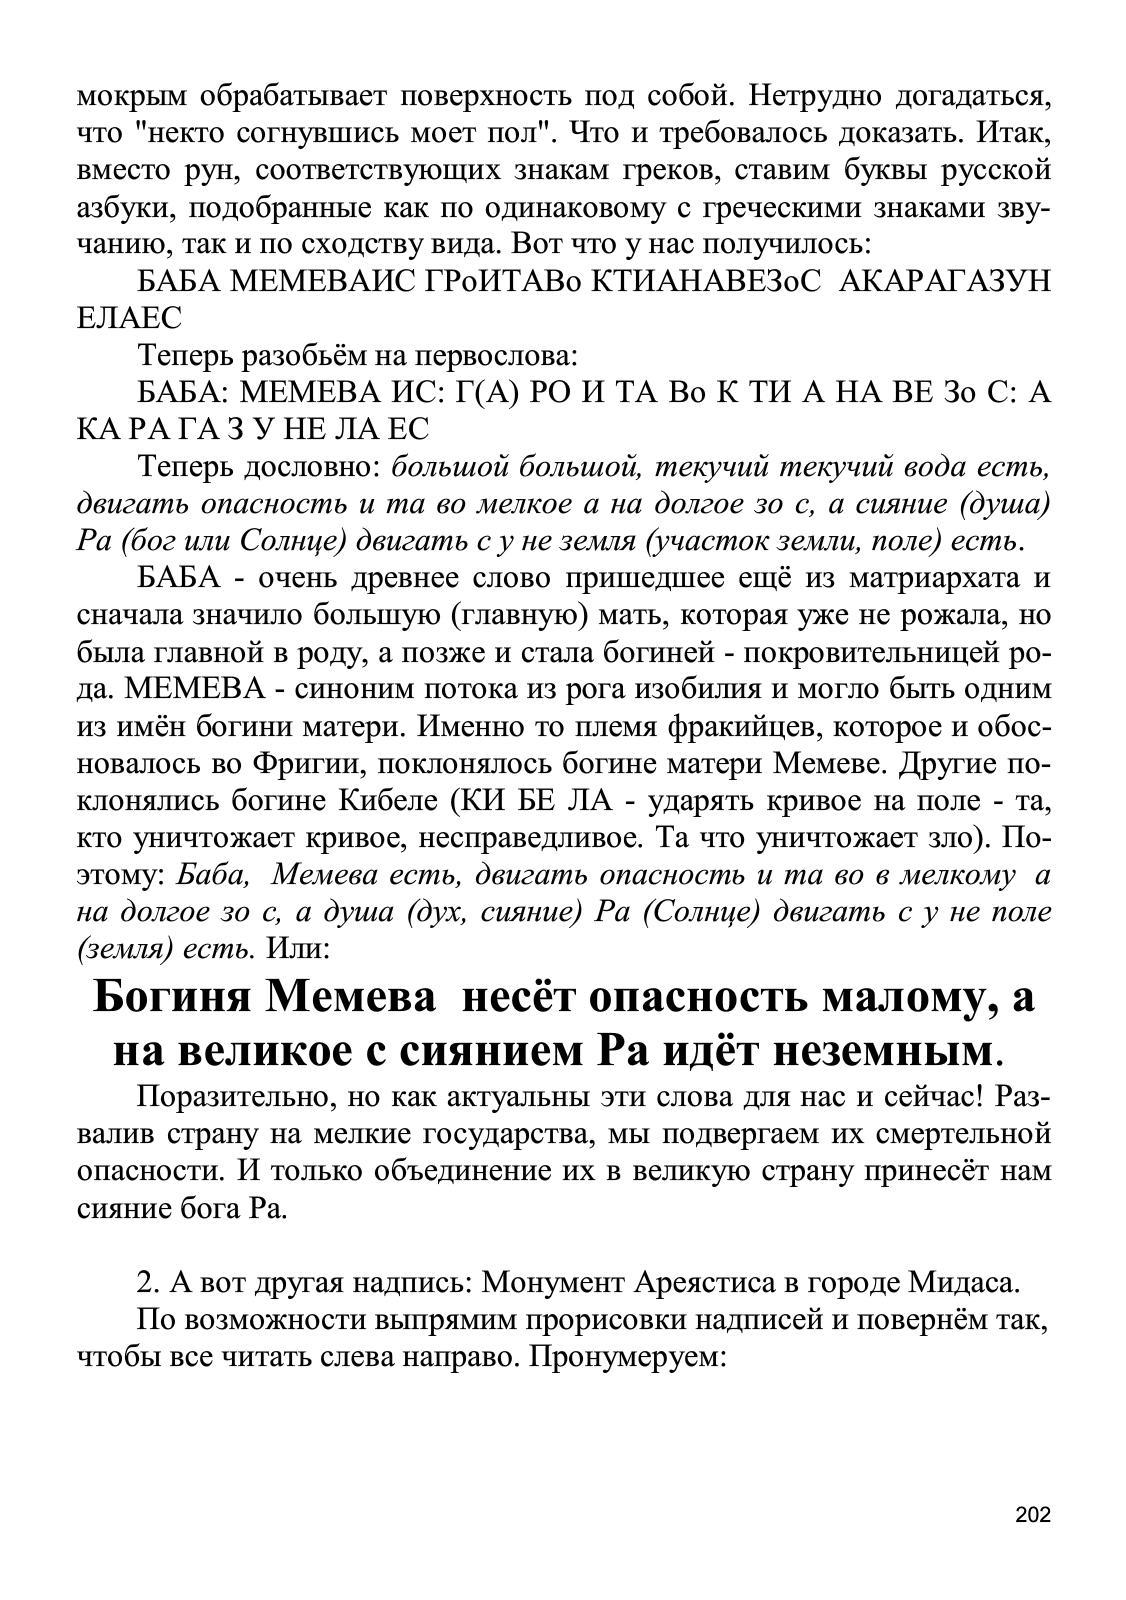 мокрым обрабатывает поверхность под собой. Нетрудно догадаться,
что "некто согнувшись моет пол". Что и требовалось доказать. Итак,
вместо рун, соответствующих знакам греков, ставим буквы русской
азбуки, подобранные как по одинаковому с греческими знаками зву-
чанию, так и по сходству вида. Вот что у нас получилось:
БАБА МЕМЕВАИС ГРоИТАВо КТИАНАВЕЗоС АКАРАГАЗУН
ЕЛАЕС
Теперь разобьём на первослова:
БАБА: МЕМЕВА ИС: Г(А) РО И ТА Во К ТИ А НА ВЕ Зо С: А
КА РА ГА З У НЕ ЛА ЕС
Теперь дословно: большой большой, текучий текучий вода есть,
двигать опасность и та во мелкое а на долгое зо с, а сияние (душа)
Ра (бог или Солнце) двигать с у не земля (участок земли, поле) есть.
БАБА - очень древнее слово пришедшее ещё из матриархата и
сначала значило большую (главную) мать, которая уже не рожала, но
была главной в роду, а позже и стала богиней - покровительницей ро-
да. МЕМЕВА - синоним потока из рога изобилия и могло быть одним
из имён богини матери. Именно то племя фракийцев, которое и обос-
новалось во Фригии, поклонялось богине матери Мемеве. Другие по-
клонялись богине Кибеле (КИ БЕ ЛА - ударять кривое на поле - та,
кто уничтожает кривое, несправедливое. Та что уничтожает зло). По-
этому: Баба, Мемева есть, двигать опасность и та во в мелкому а
на долгое зо с, а душа (дух, сияние) Ра (Солнце) двигать с у не поле
(земля) есть. Или:
Богиня Мемева несёт опасность малому, а
на великое с сиянием Ра идёт неземным.
Поразительно, но как актуальны эти слова для нас и сейчас! Раз-
валив страну на мелкие государства, мы подвергаем их смертельной
опасности. И только объединение их в великую страну принесёт нам
сияние бога Ра.
2. А вот другая надпись: Монумент Ареястиса в городе Мидаса.
По возможности выпрямим прорисовки надписей и повернём так,
чтобы все читать слева направо. Пронумеруем:
202